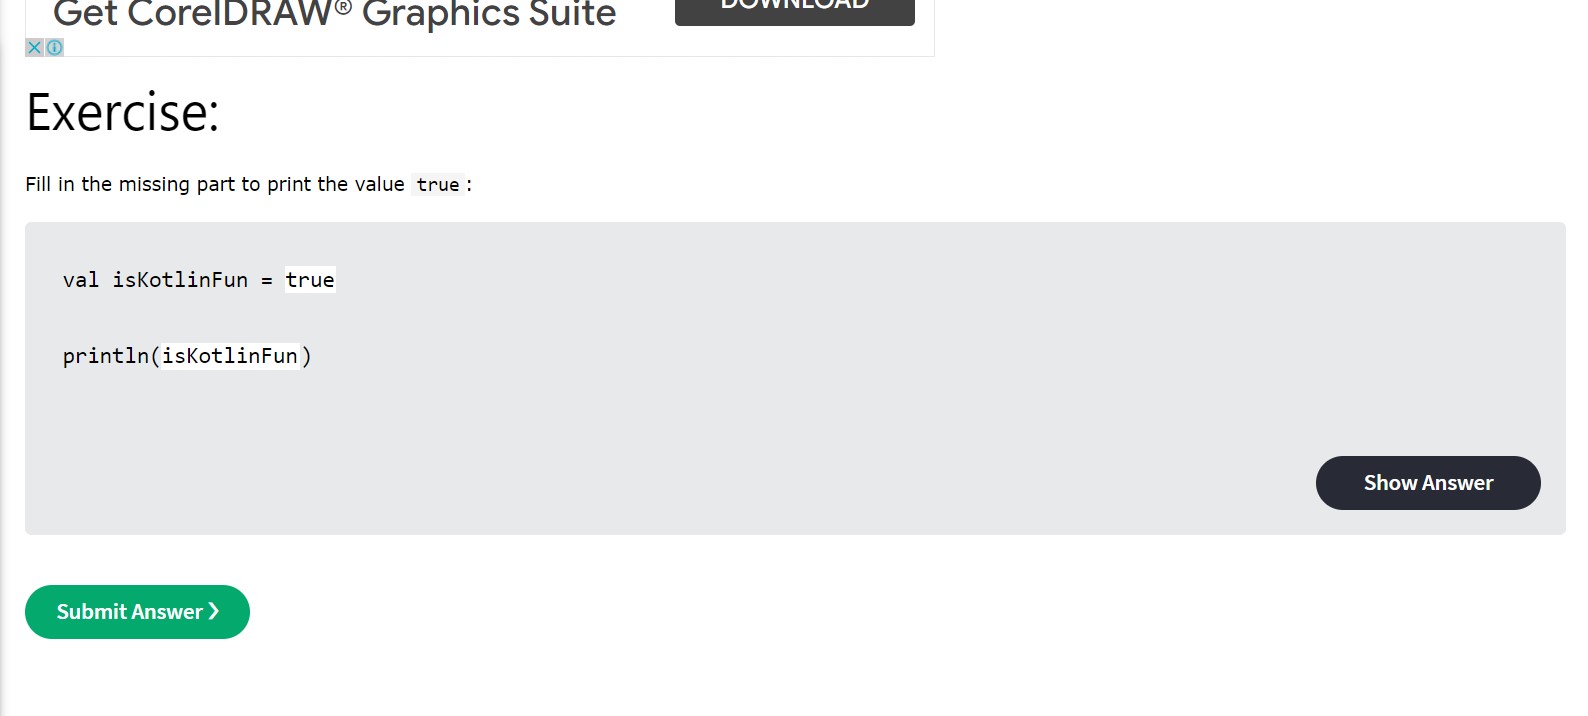 Get CorelDRAW® Graphics Suite
DOWNLOAD
Exercise:
Fill in the missing part to print the value true :
val isKotlinFun = true
println(isKotlinFun)
Show Answer
Submit Answer ❯